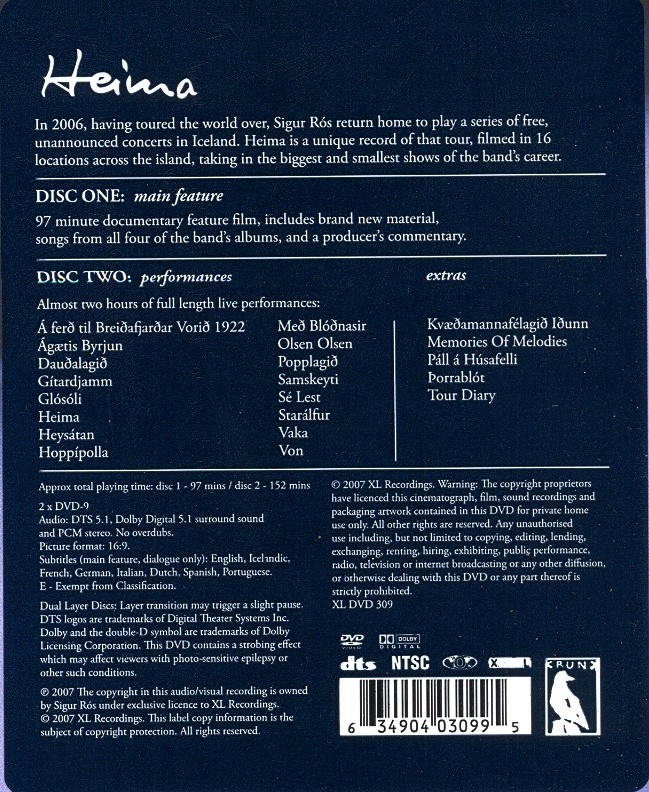 Heima
In 2006, having toured the world over, Sigur Rós return home to play a series of free,
unannounced concerts in Iceland. Heima is a unique record of that tour, filmed in 16
locations across the island, taking in the biggest and smallest shows of the band's career.
DISC ONE: main feature
97 minute documentary feature film, includes brand new material,
songs from all four of the band's albums, and a producer's commentary.
DISC TWO: performances
Almost two hours of full length live performances:
Á ferð til Breiðafjarðar Vorið 1922
Ágætis Byrjun
Dauðalagið
Gítardjamm
Glósóli
Heima
Heysátan
Hoppípolla
Með Blóðnasir
Olsen Olsen
Popplagið
Samskeyti
Sé Lest
Starálfur
Vaka
Von
extras
Kvæðamannafélagið Iðunn
Memories Of Melodies
Páll á Húsafelli
Þorrablót
Tour Diary
Approx total playing time: disc 1 - 97 mins / disc 2 - 152 mins
2 x DVD-9
Audio: DTS 5.1, Dolby Digital 5.1 surround sound
and PCM stereo. No overdubs.
Picture format: 16:9.
Subtitles (main feature, dialogue only): English, Icelandic,
French, German, Italian, Dutch, Spanish, Portuguese.
E - Exempt from Classification.
Dual Layer Discs: Layer transition may trigger a slight pause.
DTS logos are trademarks of Digital Theater Systems Inc.
Dolby and the double-D symbol are trademarks of Dolby
Licensing Corporation. This DVD contains a strobing effect
which may affect viewers with photo-sensitive epilepsy or
other such conditions.
℗ 2007 The copyright in this audio/visual recording is owned
by Sigur Rós under exclusive licence to XL Recordings.
© 2007 XL Recordings. This label copy information is the
subject of copyright protection. All rights reserved.
© 2007 XL Recordings. Warning: The copyright proprietors
have licenced this cinematograph, film, sound recordings and
packaging artwork contained in this DVD for private home
use only. All other rights are reserved. Any unauthorised
use including, but not limited to copying, editing, lending,
exchanging, renting, hiring, exhibiting, public performance,
radio, television or internet broadcasting or any other diffusion,
or otherwise dealing with this DVD or any part thereof is
strictly prohibited.
XL DVD 309
DVD VIDEO
DOLBY DIGITAL
dts NTSC X L
KRUNK
6 34904 03099 5